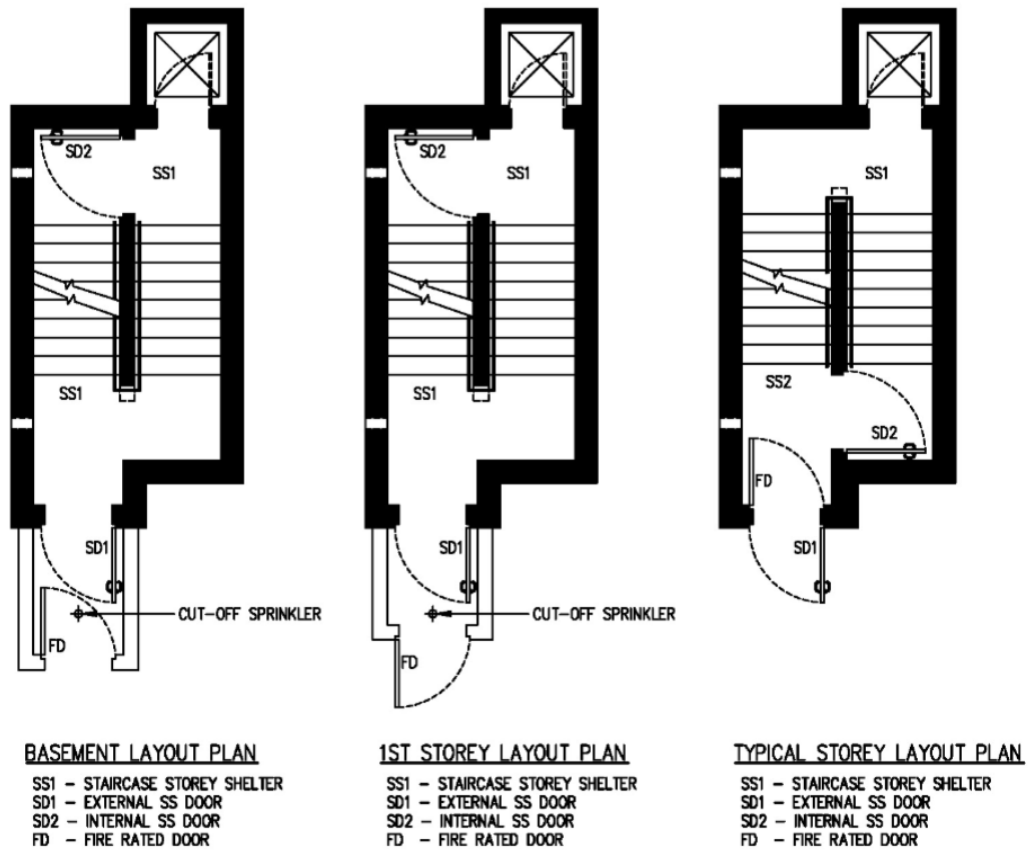 SD2
SS1
SS1
SD1
CUT-OFF SPRINKLER
FD
BASEMENT LAYOUT PLAN
SS1 - STAIRCASE STOREY SHELTER
SD1 - EXTERNAL SS DOOR
SD2 - INTERNAL SS DOOR
FD - FIRE RATED DOOR
SD2
SS1
SS1
SD1
CUT-OFF SPRINKLER
FD
1ST STOREY LAYOUT PLAN
SS1 - STAIRCASE STOREY SHELTER
SD1 - EXTERNAL SS DOOR
SD2 - INTERNAL SS DOOR
FD - FIRE RATED DOOR
SS1
SS2
SD2
FD
SD1
TYPICAL STOREY LAYOUT PLAN
SS1 - STAIRCASE STOREY SHELTER
SD1 - EXTERNAL SS DOOR
SD2 - INTERNAL SS DOOR
FD - FIRE RATED DOOR